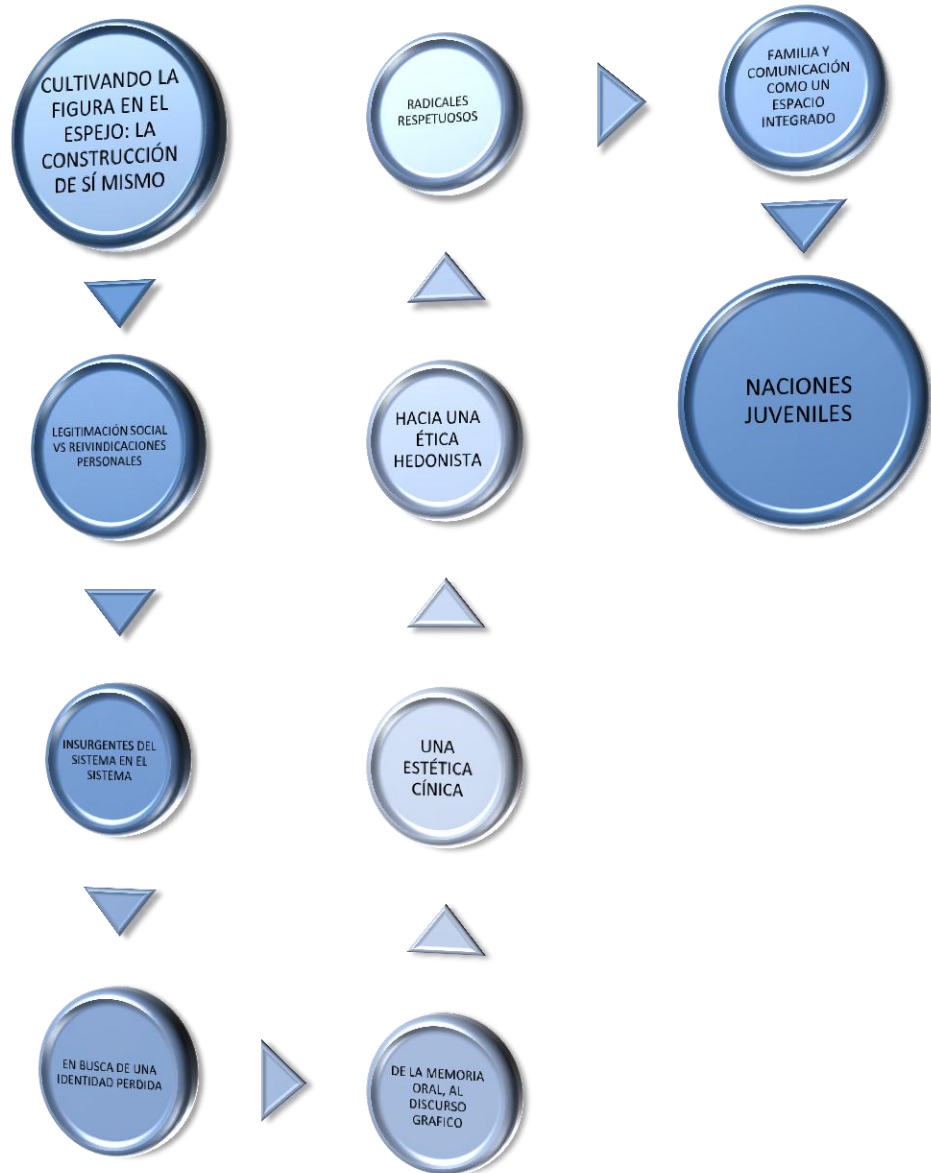 CULTIVANDO LA
FIGURA EN EL
ESPEJO: LA
CONSTRUCCIÓN
DE SÍ MISMO
LEGITIMACIÓN SOCIAL
VS REIVINDICACIONES
PERSONALES
INSURGENTES DEL
SISTEMA EN EL
SISTEMA
EN BUSCA DE UNA
IDENTIDAD PERDIDA
DE LA MEMORIA
ORAL, AL
DISCURSO
GRAFICO
UNA
ESTÉTICA
CÍNICA
HACIA UNA
ÉTICA
HEDONISTA
RADICALES
RESPETUOSOS
FAMILIA Y
COMUNICACIÓN
COMO UN
ESPACIO
INTEGRADO
NACIONES
JUVENILES